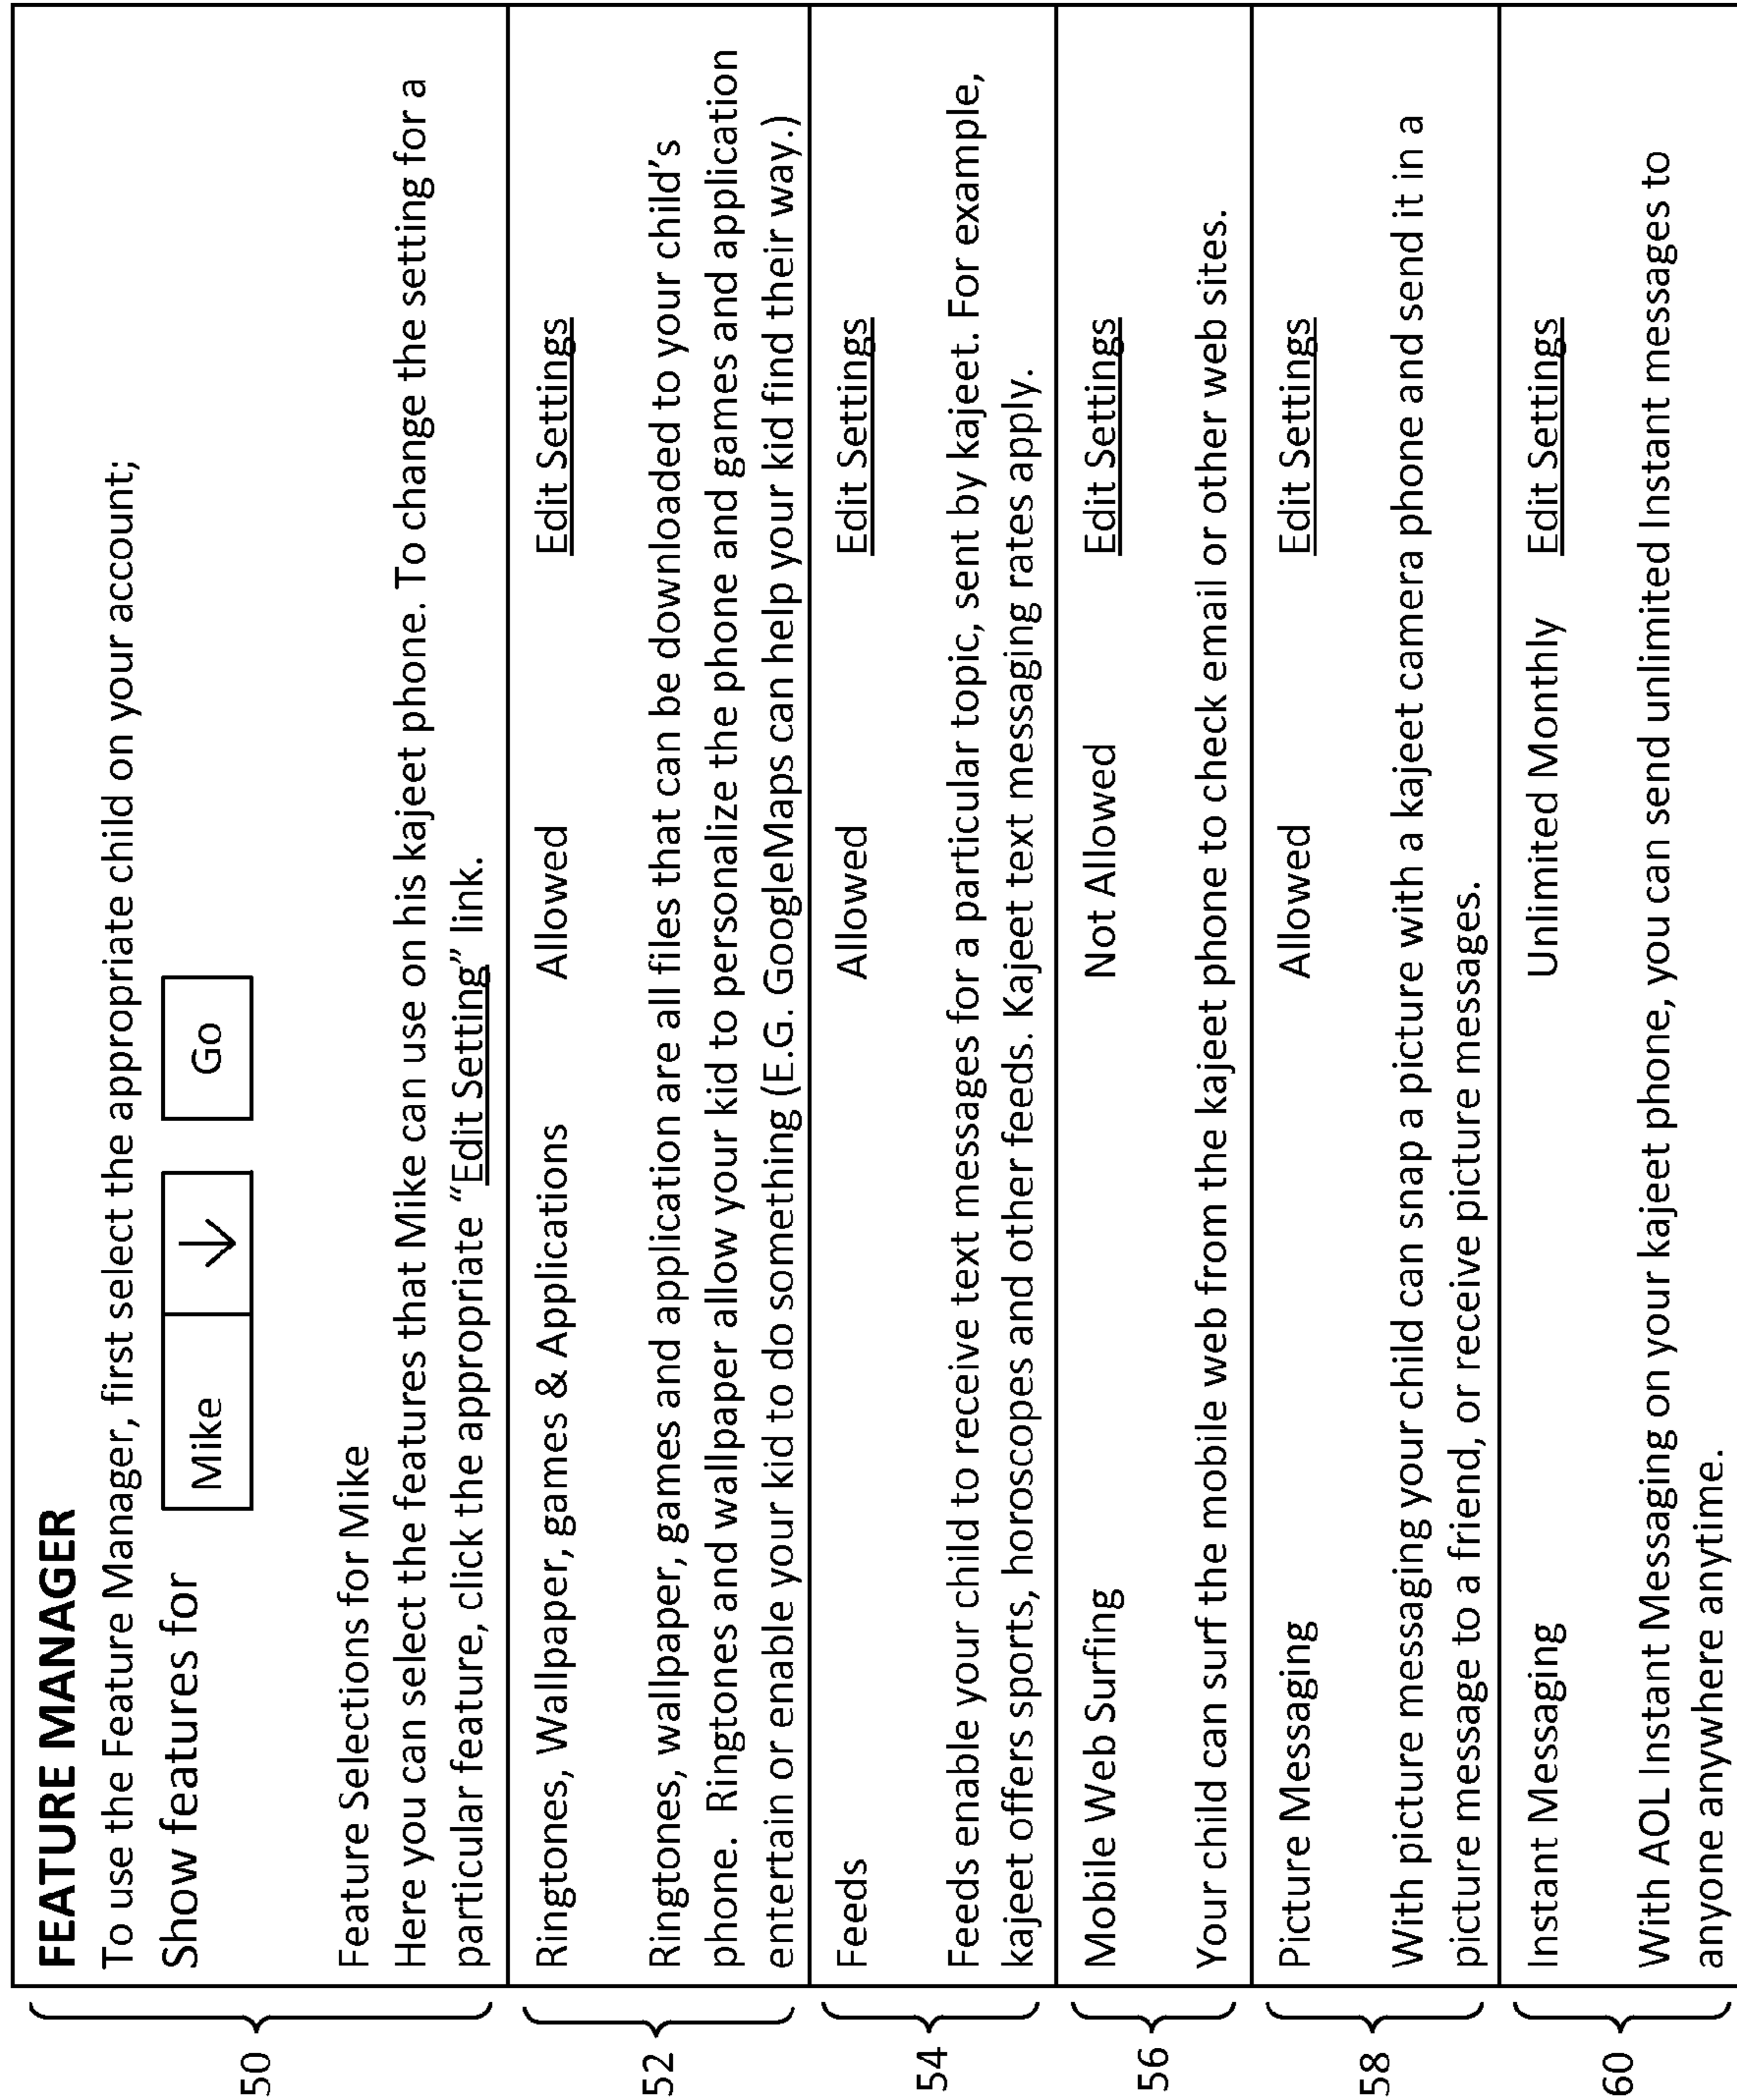 FEATURE MANAGER
To use the Feature Manager, first select the appropriate child on your account;
Show features for Mike ↓ Go
Feature Selections for Mike
Here you can select the features that Mike can use on his kajeet phone. To change the setting for a
particular feature, click the appropriate “Edit Setting” link.
50
Ringtones, Wallpaper, games & Applications Allowed Edit Settings
Ringtones, wallpaper, games and application are all files that can be downloaded to your child’s
phone. Ringtones and wallpaper allow your kid to personalize the phone and games and application
entertain or enable your kid to do something (E.G. GoogleMaps can help your kid find their way.)
52
Feeds Allowed Edit Settings
Feeds enable your child to receive text messages for a particular topic, sent by kajeet. For example,
kajeet offers sports, horoscopes and other feeds. Kajeet text messaging rates apply.
54
Mobile Web Surfing Not Allowed Edit Settings
Your child can surf the mobile web from the kajeet phone to check email or other web sites.
56
Picture Messaging Allowed Edit Settings
With picture messaging your child can snap a picture with a kajeet camera phone and send it in a
picture message to a friend, or receive picture messages.
58
Instant Messaging Unlimited Monthly Edit Settings
With AOL Instant Messaging on your kajeet phone, you can send unlimited Instant messages to
anyone anywhere anytime.
60